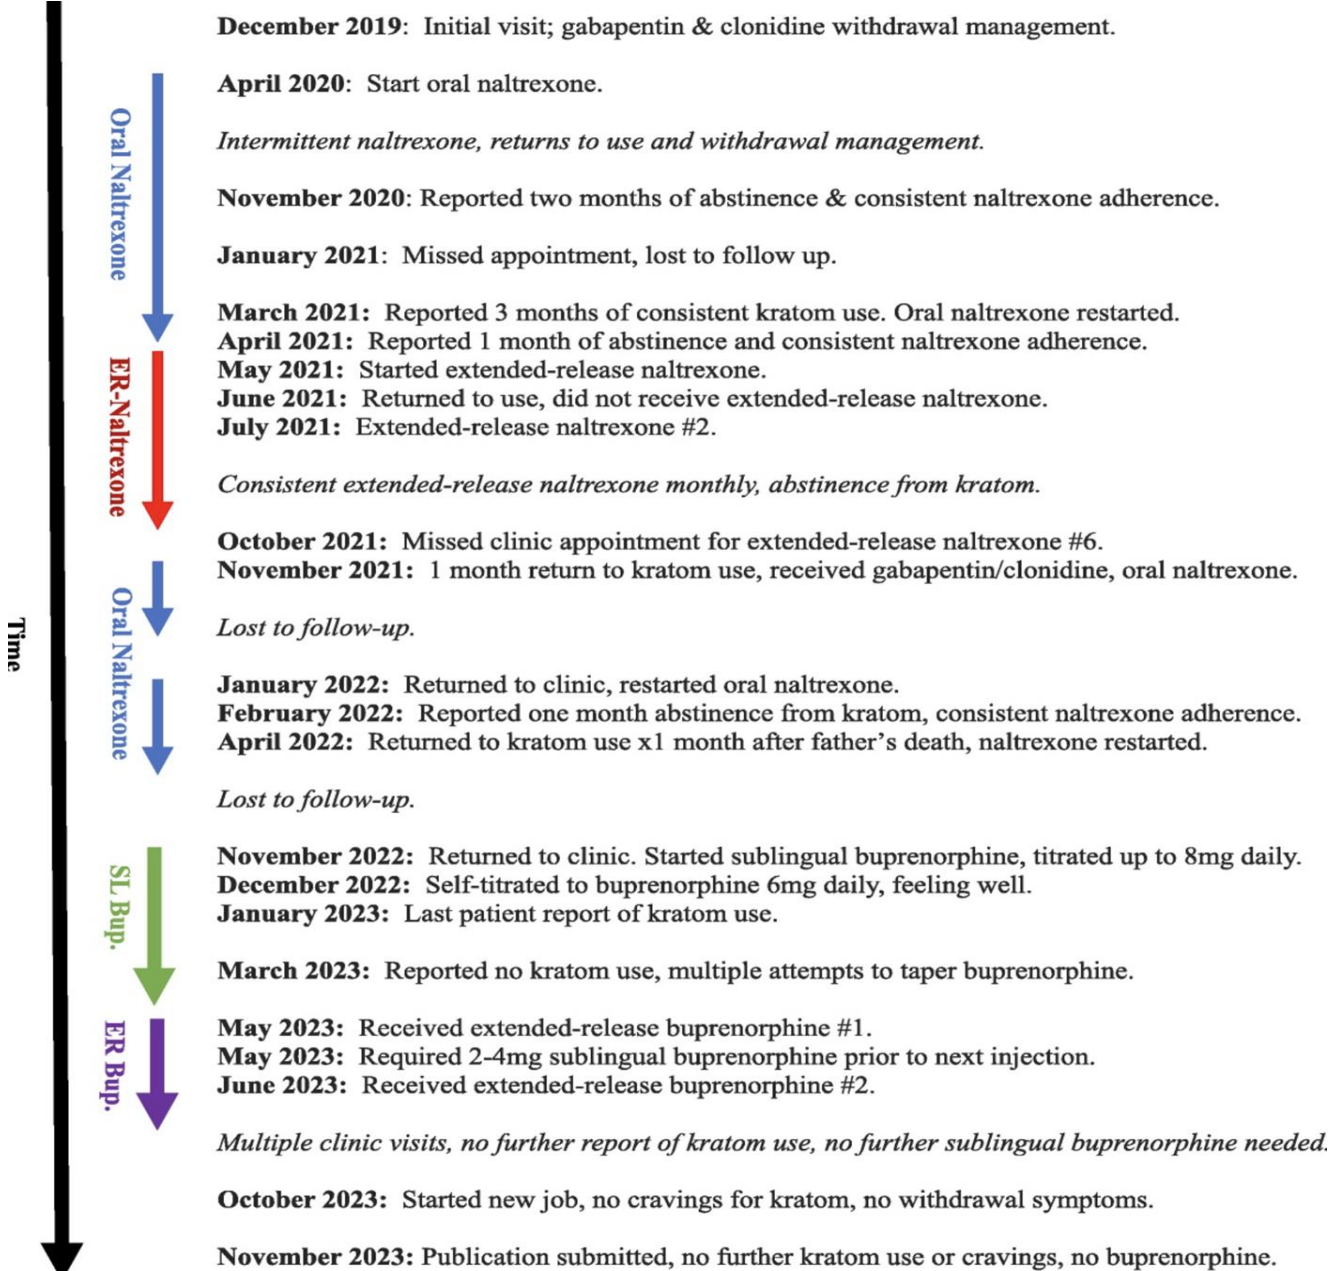 December 2019: Initial visit; gabapentin & clonidine withdrawal management.
April 2020: Start oral naltrexone.
Intermittent naltrexone, returns to use and withdrawal management.
November 2020: Reported two months of abstinence & consistent naltrexone adherence.
January 2021: Missed appointment, lost to follow up.
March 2021: Reported 3 months of consistent kratom use. Oral naltrexone restarted.
April 2021: Reported 1 month of abstinence and consistent naltrexone adherence.
Oral Naltrexone
May 2021: Started extended-release naltrexone.
June 2021: Returned to use, did not receive extended-release naltrexone.
July 2021: Extended-release naltrexone #2.
Consistent extended-release naltrexone monthly, abstinence from kratom.
ER-Naltrexone
October 2021: Missed clinic appointment for extended-release naltrexone #6.
November 2021: 1 month return to kratom use, received gabapentin/clonidine, oral naltrexone.
Lost to follow-up.
January 2022: Returned to clinic, restarted oral naltrexone.
February 2022: Reported one month abstinence from kratom, consistent naltrexone adherence.
April 2022: Returned to kratom use x1 month after father's death, naltrexone restarted.
Oral Naltrexone
Lost to follow-up.
November 2022: Returned to clinic. Started sublingual buprenorphine, titrated up to 8mg daily.
December 2022: Self-titrated to buprenorphine 6mg daily, feeling well.
January 2023: Last patient report of kratom use.
March 2023: Reported no kratom use, multiple attempts to taper buprenorphine.
SL Bup.
May 2023: Received extended-release buprenorphine #1.
May 2023: Required 2-4mg sublingual buprenorphine prior to next injection.
June 2023: Received extended-release buprenorphine #2.
ER Bup.
Multiple clinic visits, no further report of kratom use, no further sublingual buprenorphine needed.
October 2023: Started new job, no cravings for kratom, no withdrawal symptoms.
November 2023: Publication submitted, no further kratom use or cravings, no buprenorphine.
Time